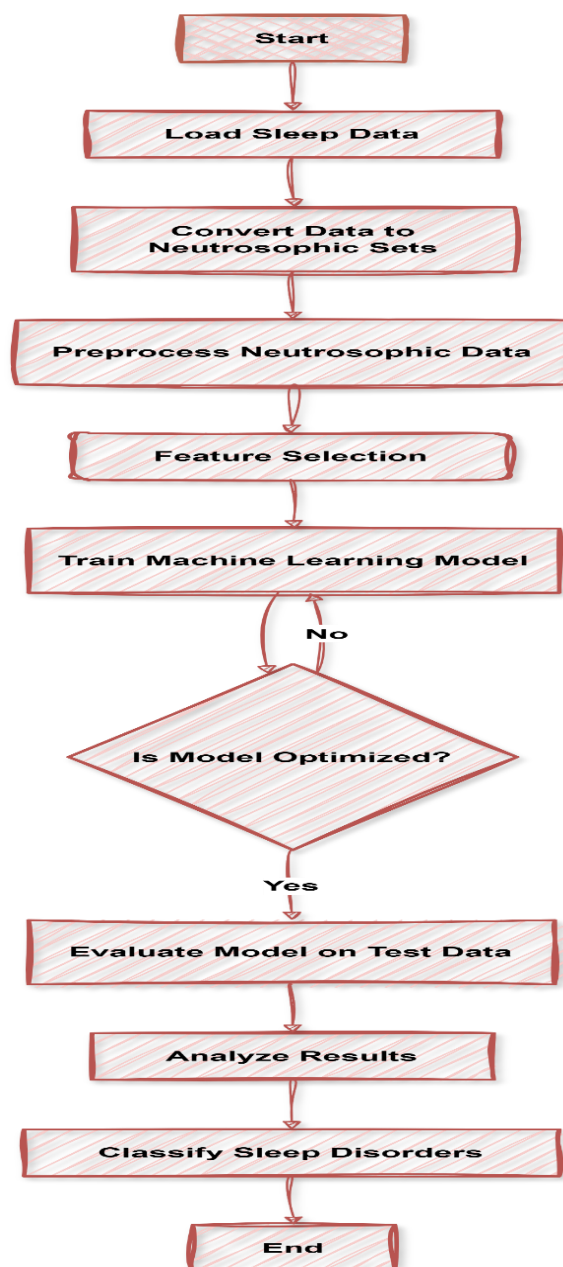 Start
Load Sleep Data
Convert Data to
Neutrosophic Sets
Preprocess Neutrosophic Data
Feature Selection
Train Machine Learning Model
No
Is Model Optimized?
Yes
Evaluate Model on Test Data
Analyze Results
Classify Sleep Disorders
End